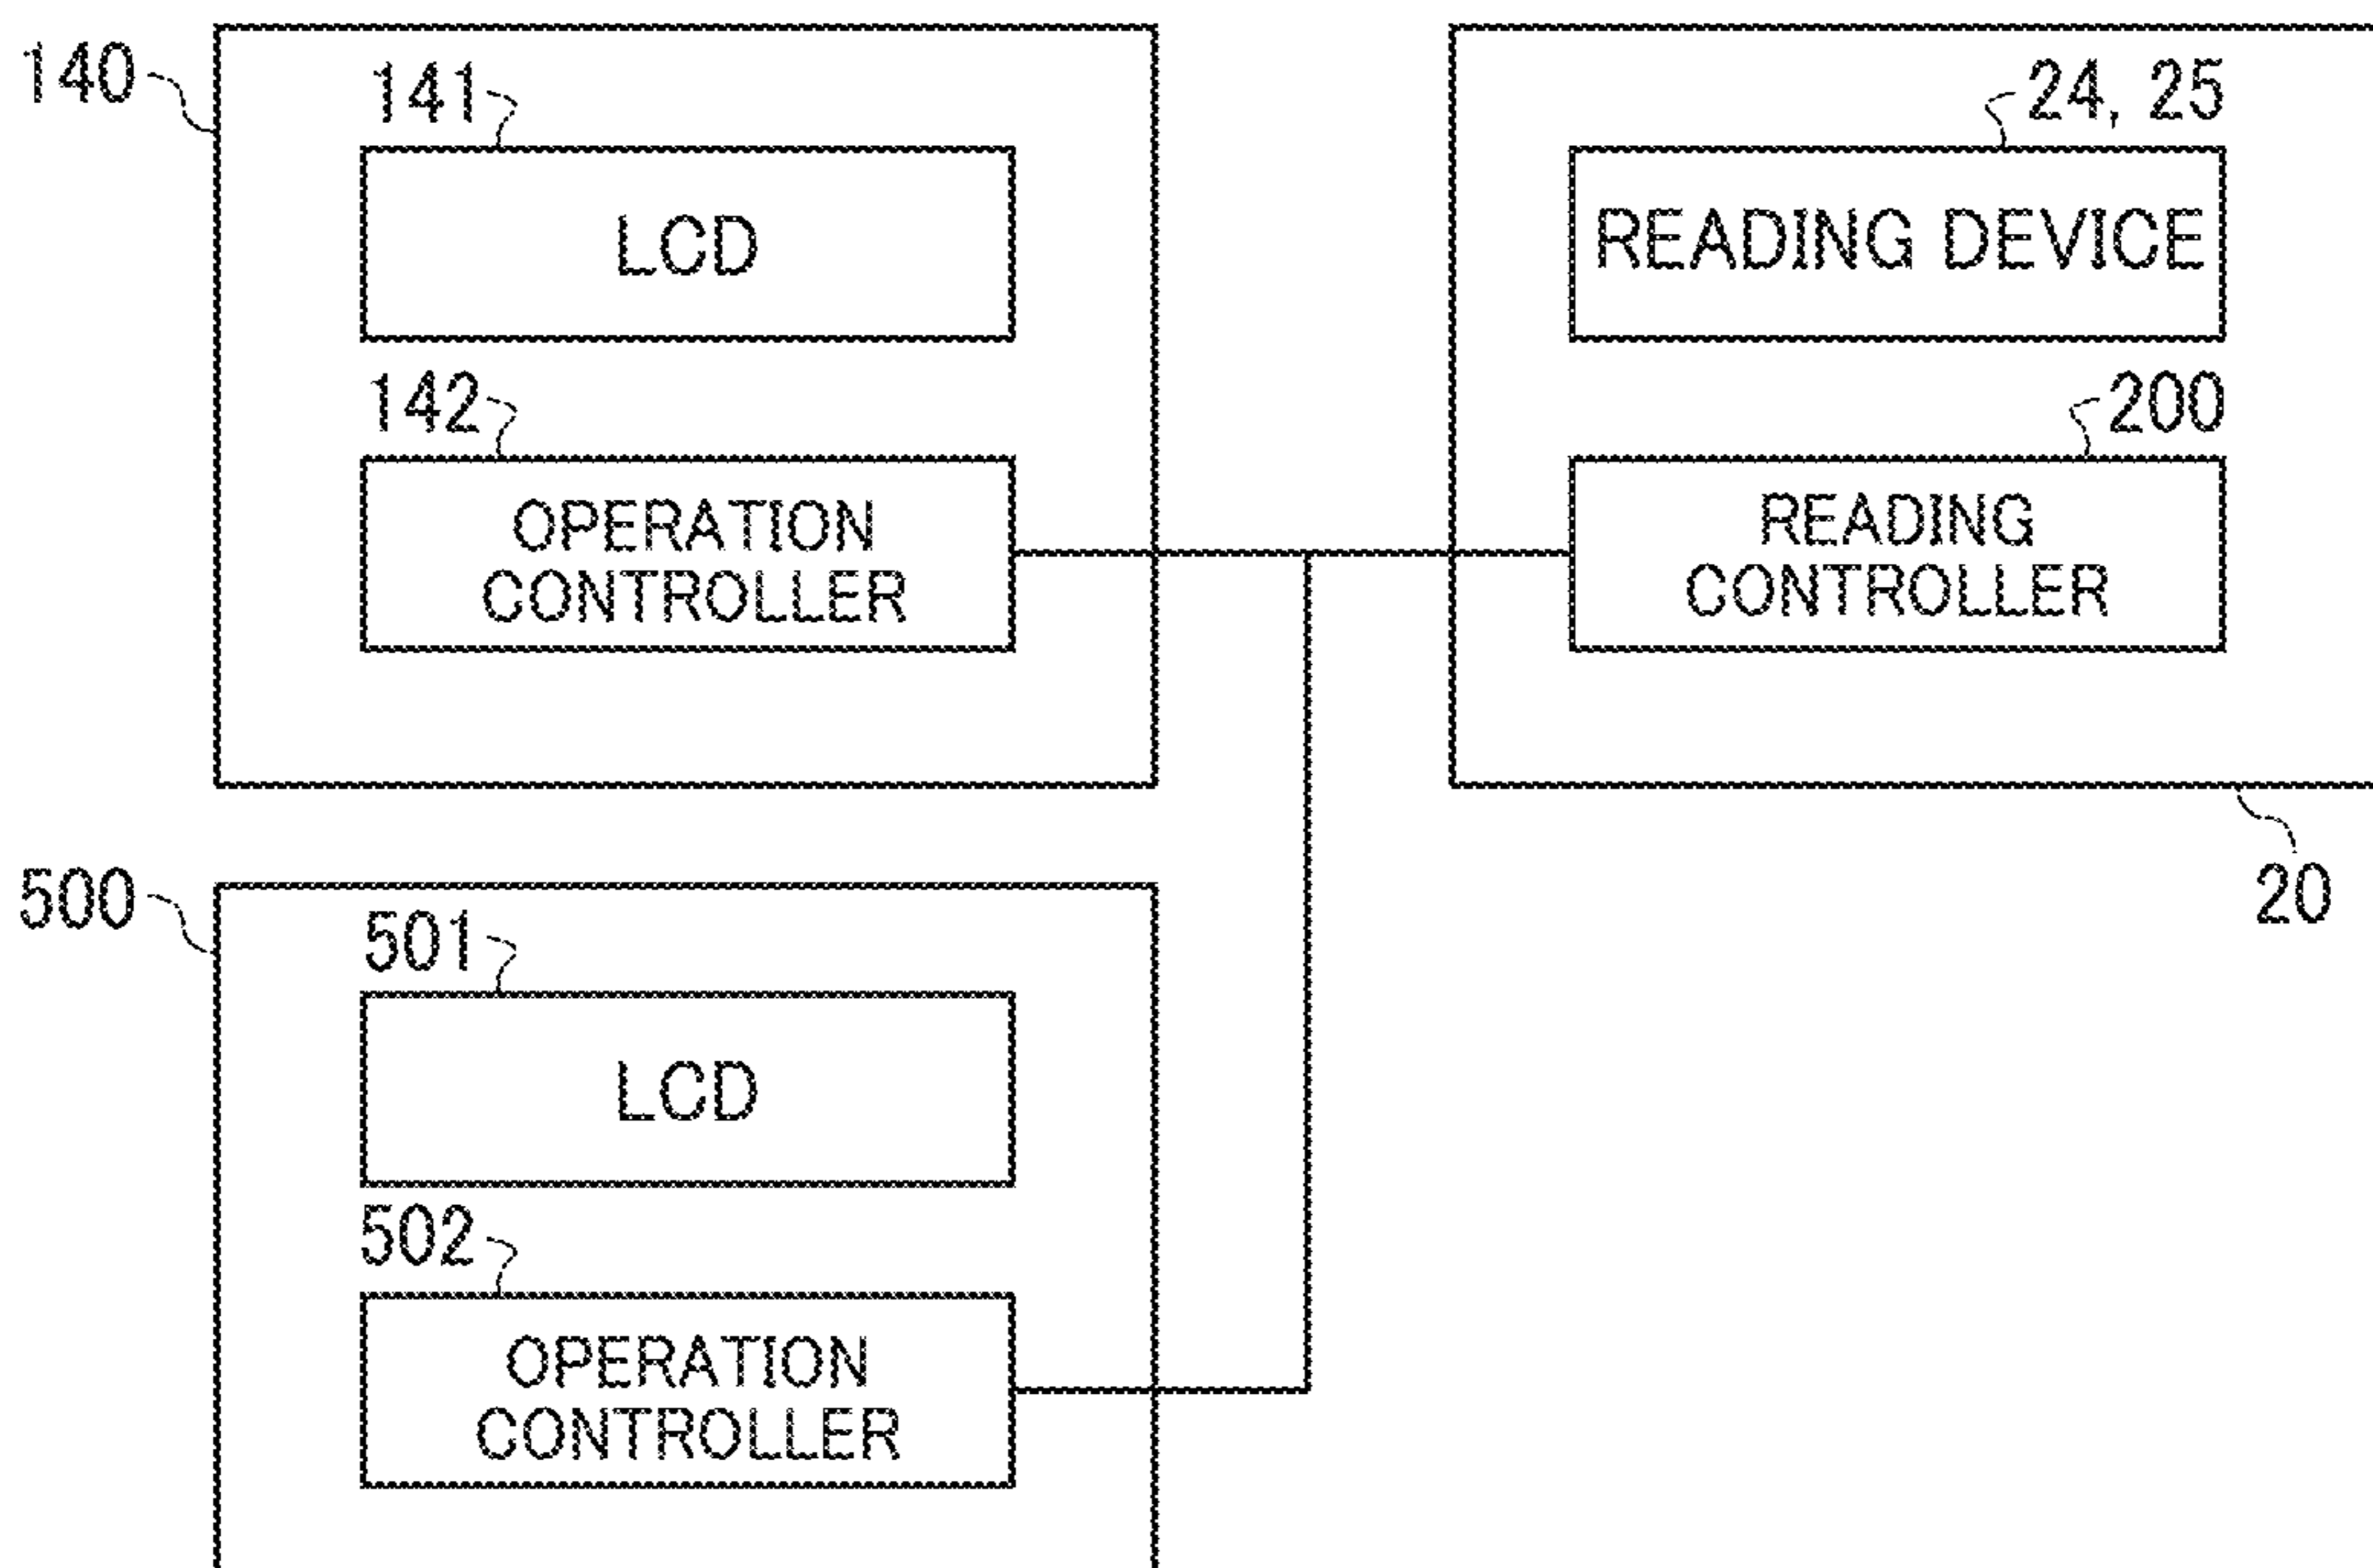 140
141
LCD
142
OPERATION
CONTROLLER
24, 25
READING DEVICE
200
READING
CONTROLLER
20
500
501
LCD
502
OPERATION
CONTROLLER